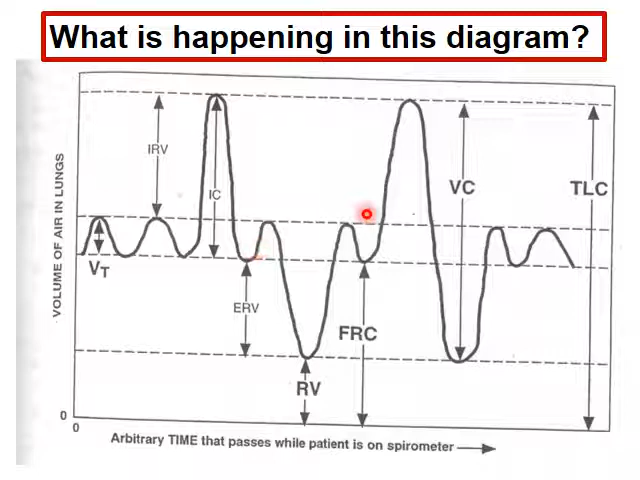 What is happening in this diagram?
VOLUME OF AIR IN LUNGS
IRV
IC
VC
TLC
VT
ERV
FRC
RV
0
0
Arbitrary TIME that passes while patient is on spirometer